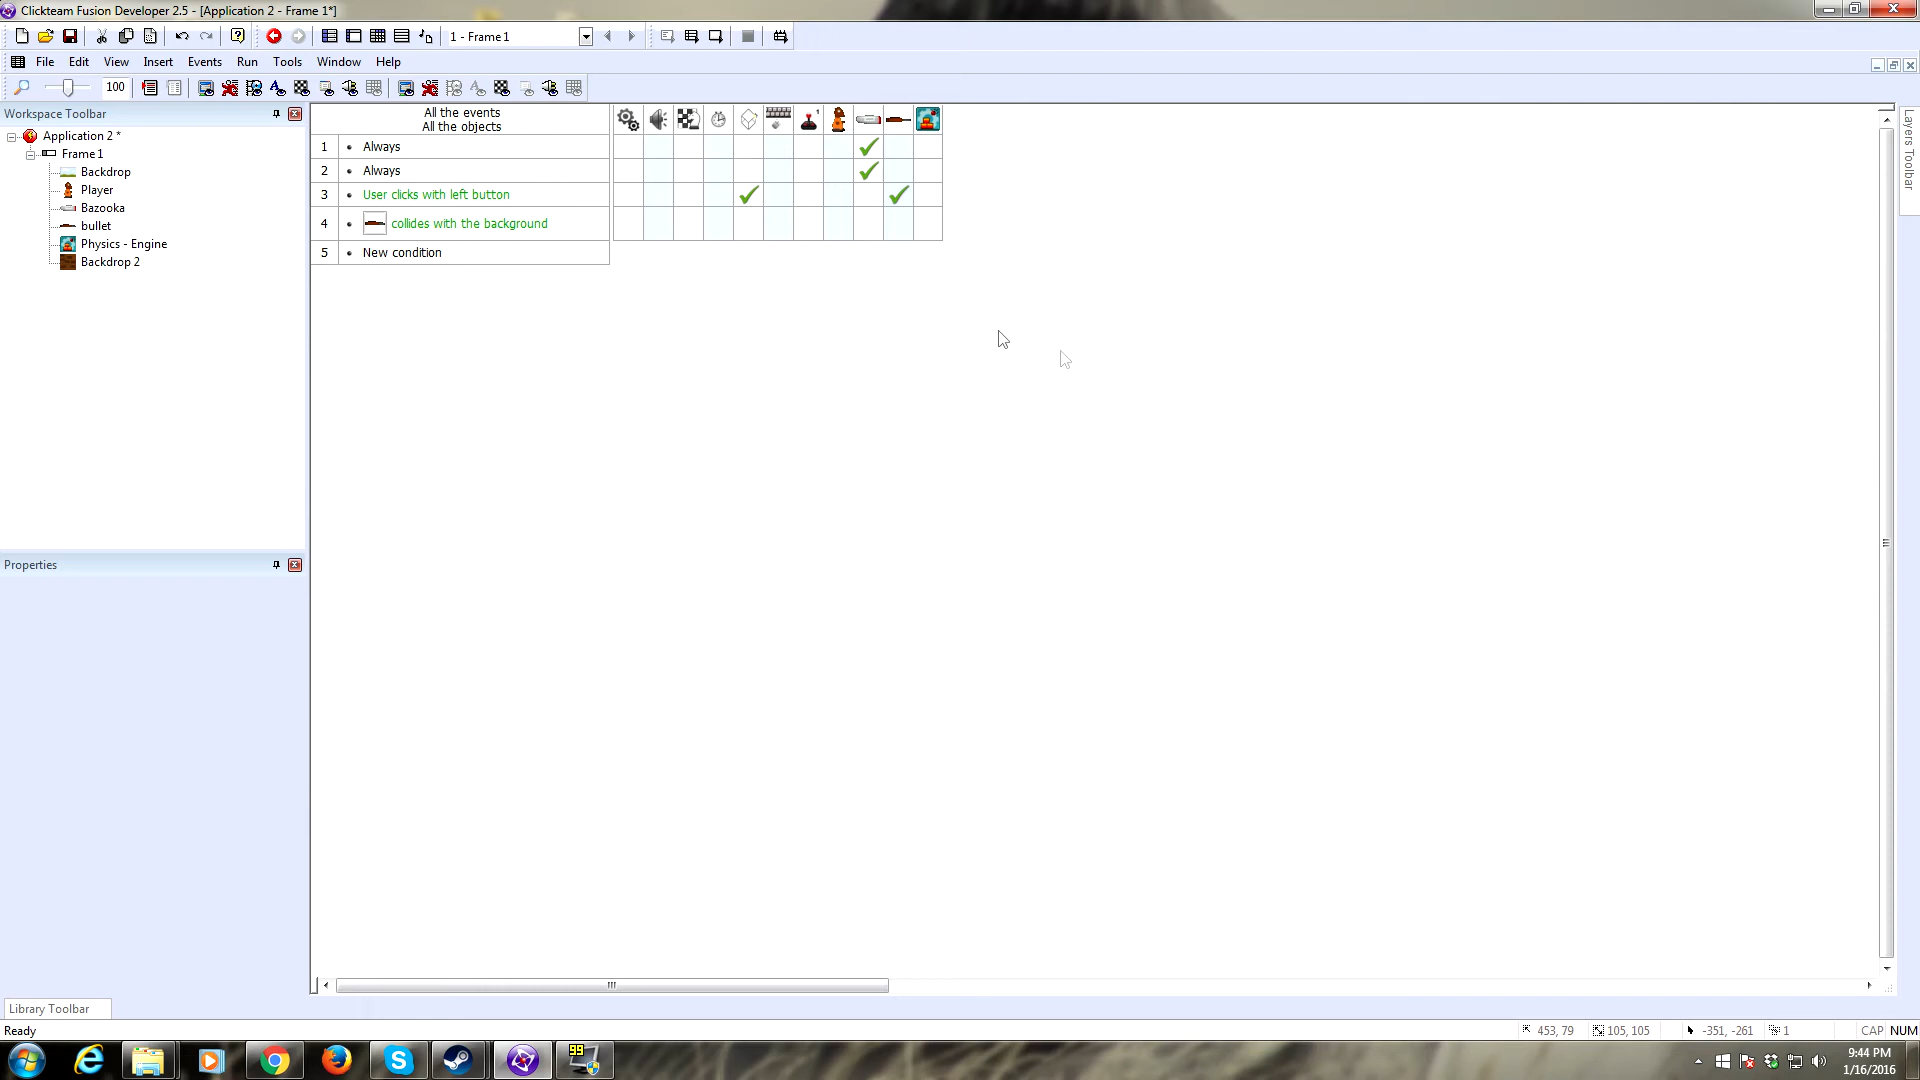 Clickteam Fusion Developer 2.5 - [Application 2 - Frame 1*]
1 - Frame 1
File Edit View Insert Events Run Tools Window Help
100
Workspace Toolbar
Application 2 *
Frame 1
Backdrop
Player
Bazooka
bullet
Physics - Engine
Backdrop 2
All the events
All the objects
1 • Always
2 • Always
3 • User clicks with left button
4 • collides with the background
5 • New condition
Layers Toolbar
Properties
Library Toolbar
Ready
453, 79
105, 105
-351, -261
1
CAP NUM
99
9:44 PM
1/16/2016